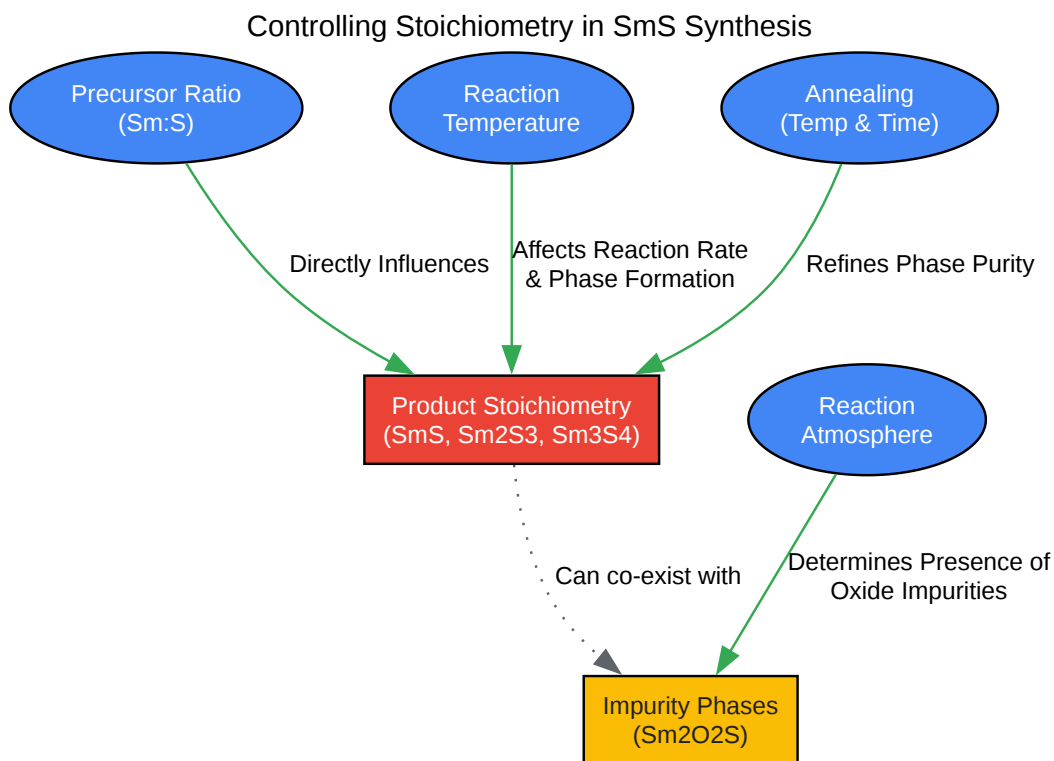 Controlling Stoichiometry in SmS Synthesis
Precursor Ratio
(Sm:S)
Reaction
Temperature
Annealing
(Temp & Time)
Directly Influences
Affects Reaction Rate
& Phase Formation
Refines Phase Purity
Product Stoichiometry
(SmS, Sm2S3, Sm3S4)
Reaction
Atmosphere
Can co-exist with
Determines Presence of
Oxide Impurities
Impurity Phases
(Sm2O2S)